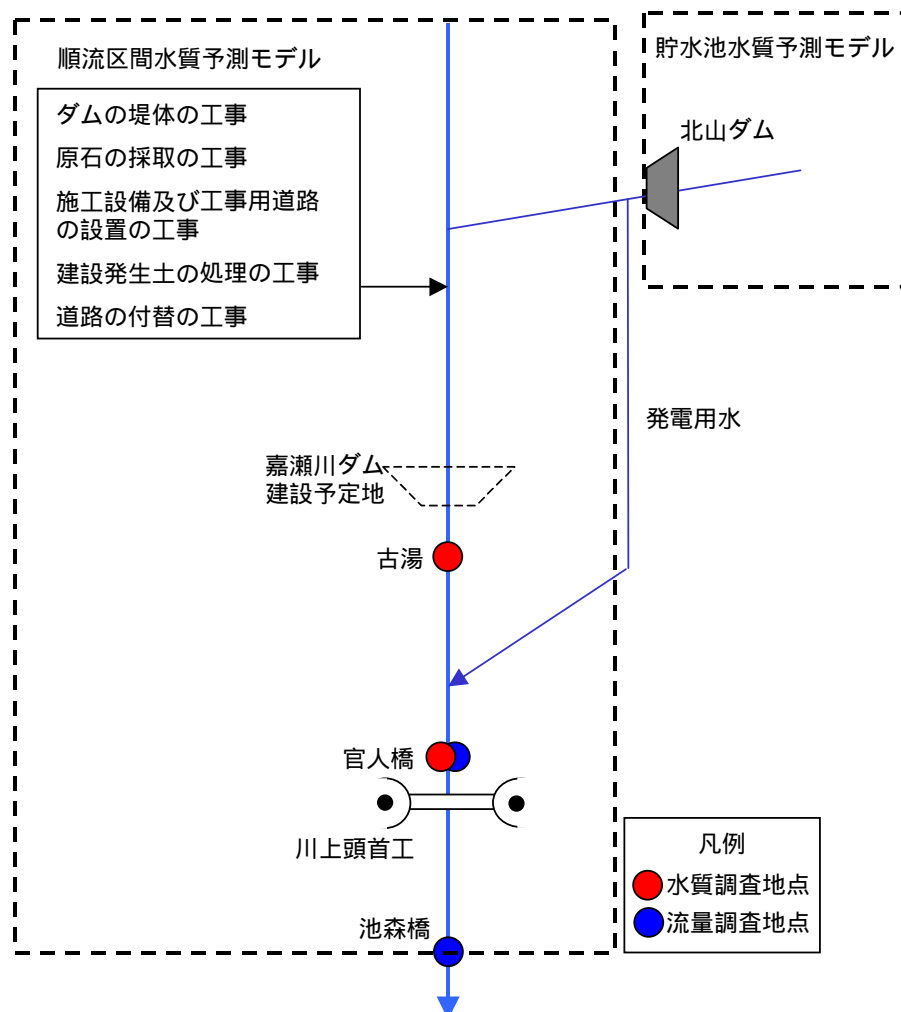 順流区間水質予測モデル
貯水池水質予測モデル
ダムの堤体の工事
原石の採取の工事
施工設備及び工事用道路
の設置の工事
建設発生土の処理の工事
道路の付替の工事
北山ダム
発電用水
嘉瀬川ダム
建設予定地
古湯
官人橋
川上頭首工
池森橋
凡例
水質調査地点
流量調査地点